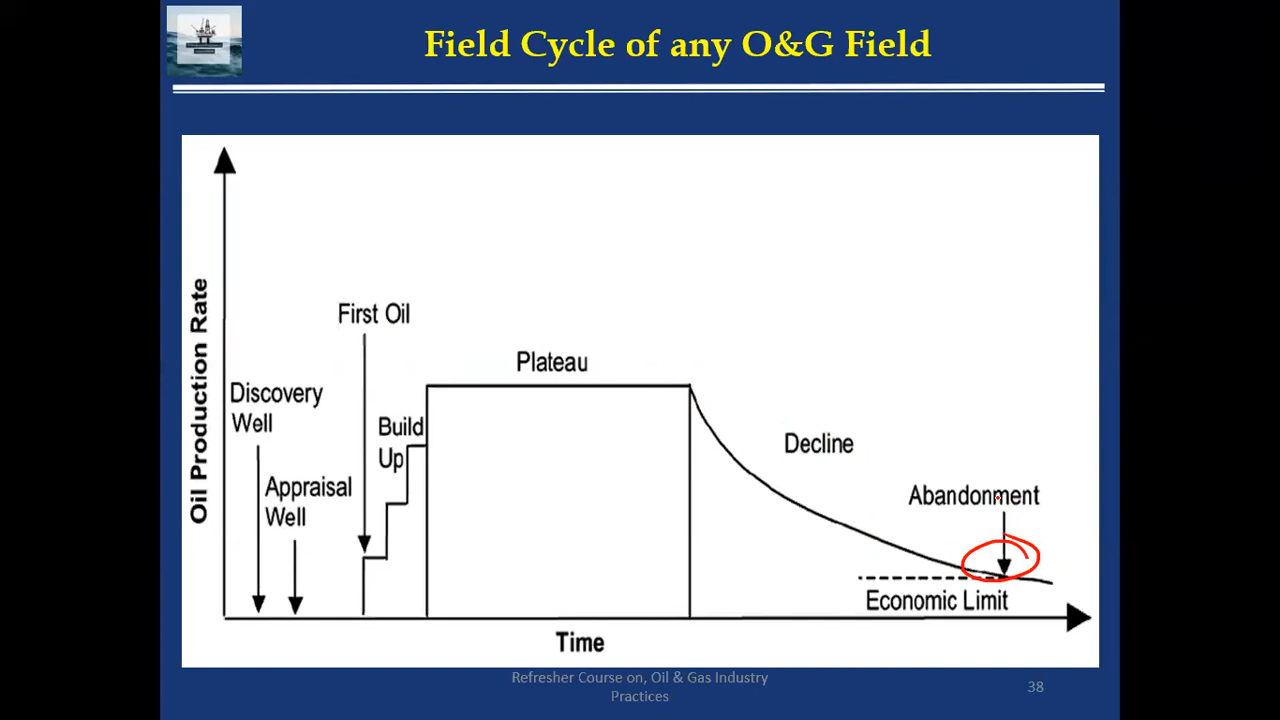 Field Cycle of any O&G Field
Oil Production Rate
First Oil
Plateau
Discovery
Well
Build
Up
Decline
Appraisal
Well
Abandonment
Economic Limit
Time
Refresher Course on, Oil & Gas Industry
Practices
38